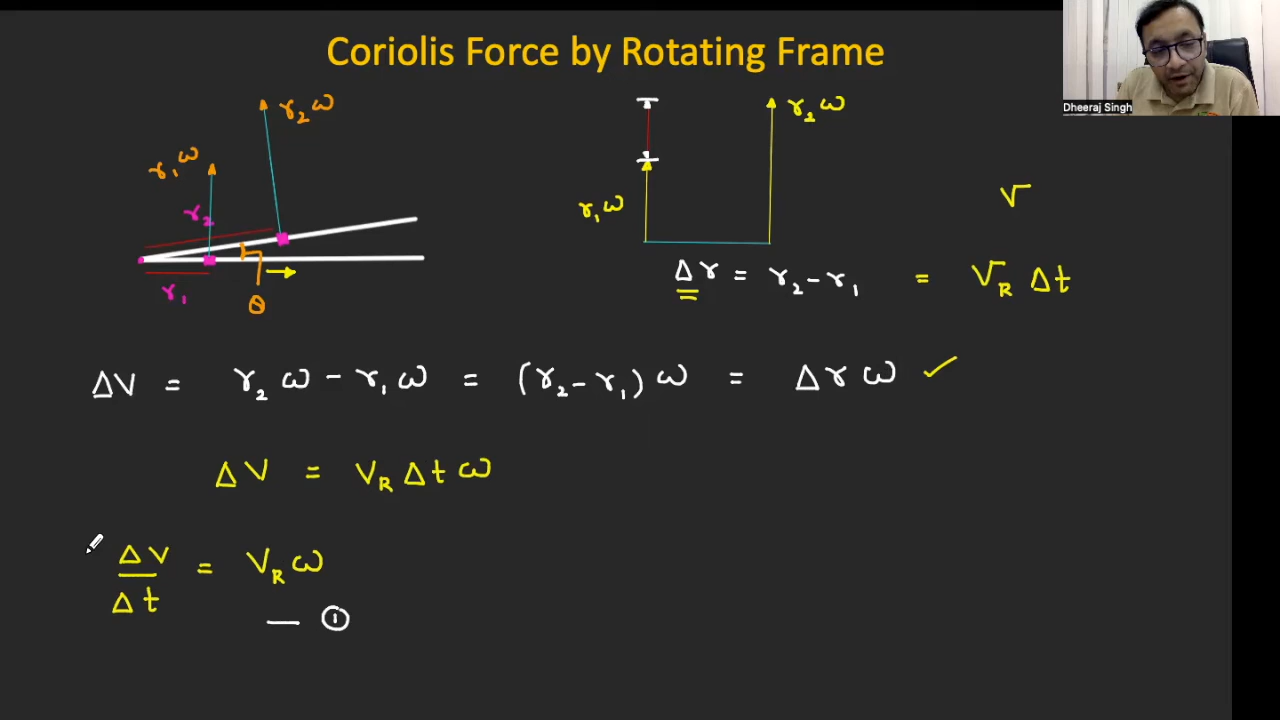 Coriolis Force by Rotating Frame
Dheeraj Singh
r₂ω
r₁ω
r₂
r₁
θ
r₂ω
r₁ω
V
Δr = r₂ - r₁ = V_R Δt
ΔV = r₂ω - r₁ω = (r₂ - r₁)ω = Δr ω ✓
ΔV = V_R Δt ω
ΔV/Δt = V_R ω
— ①